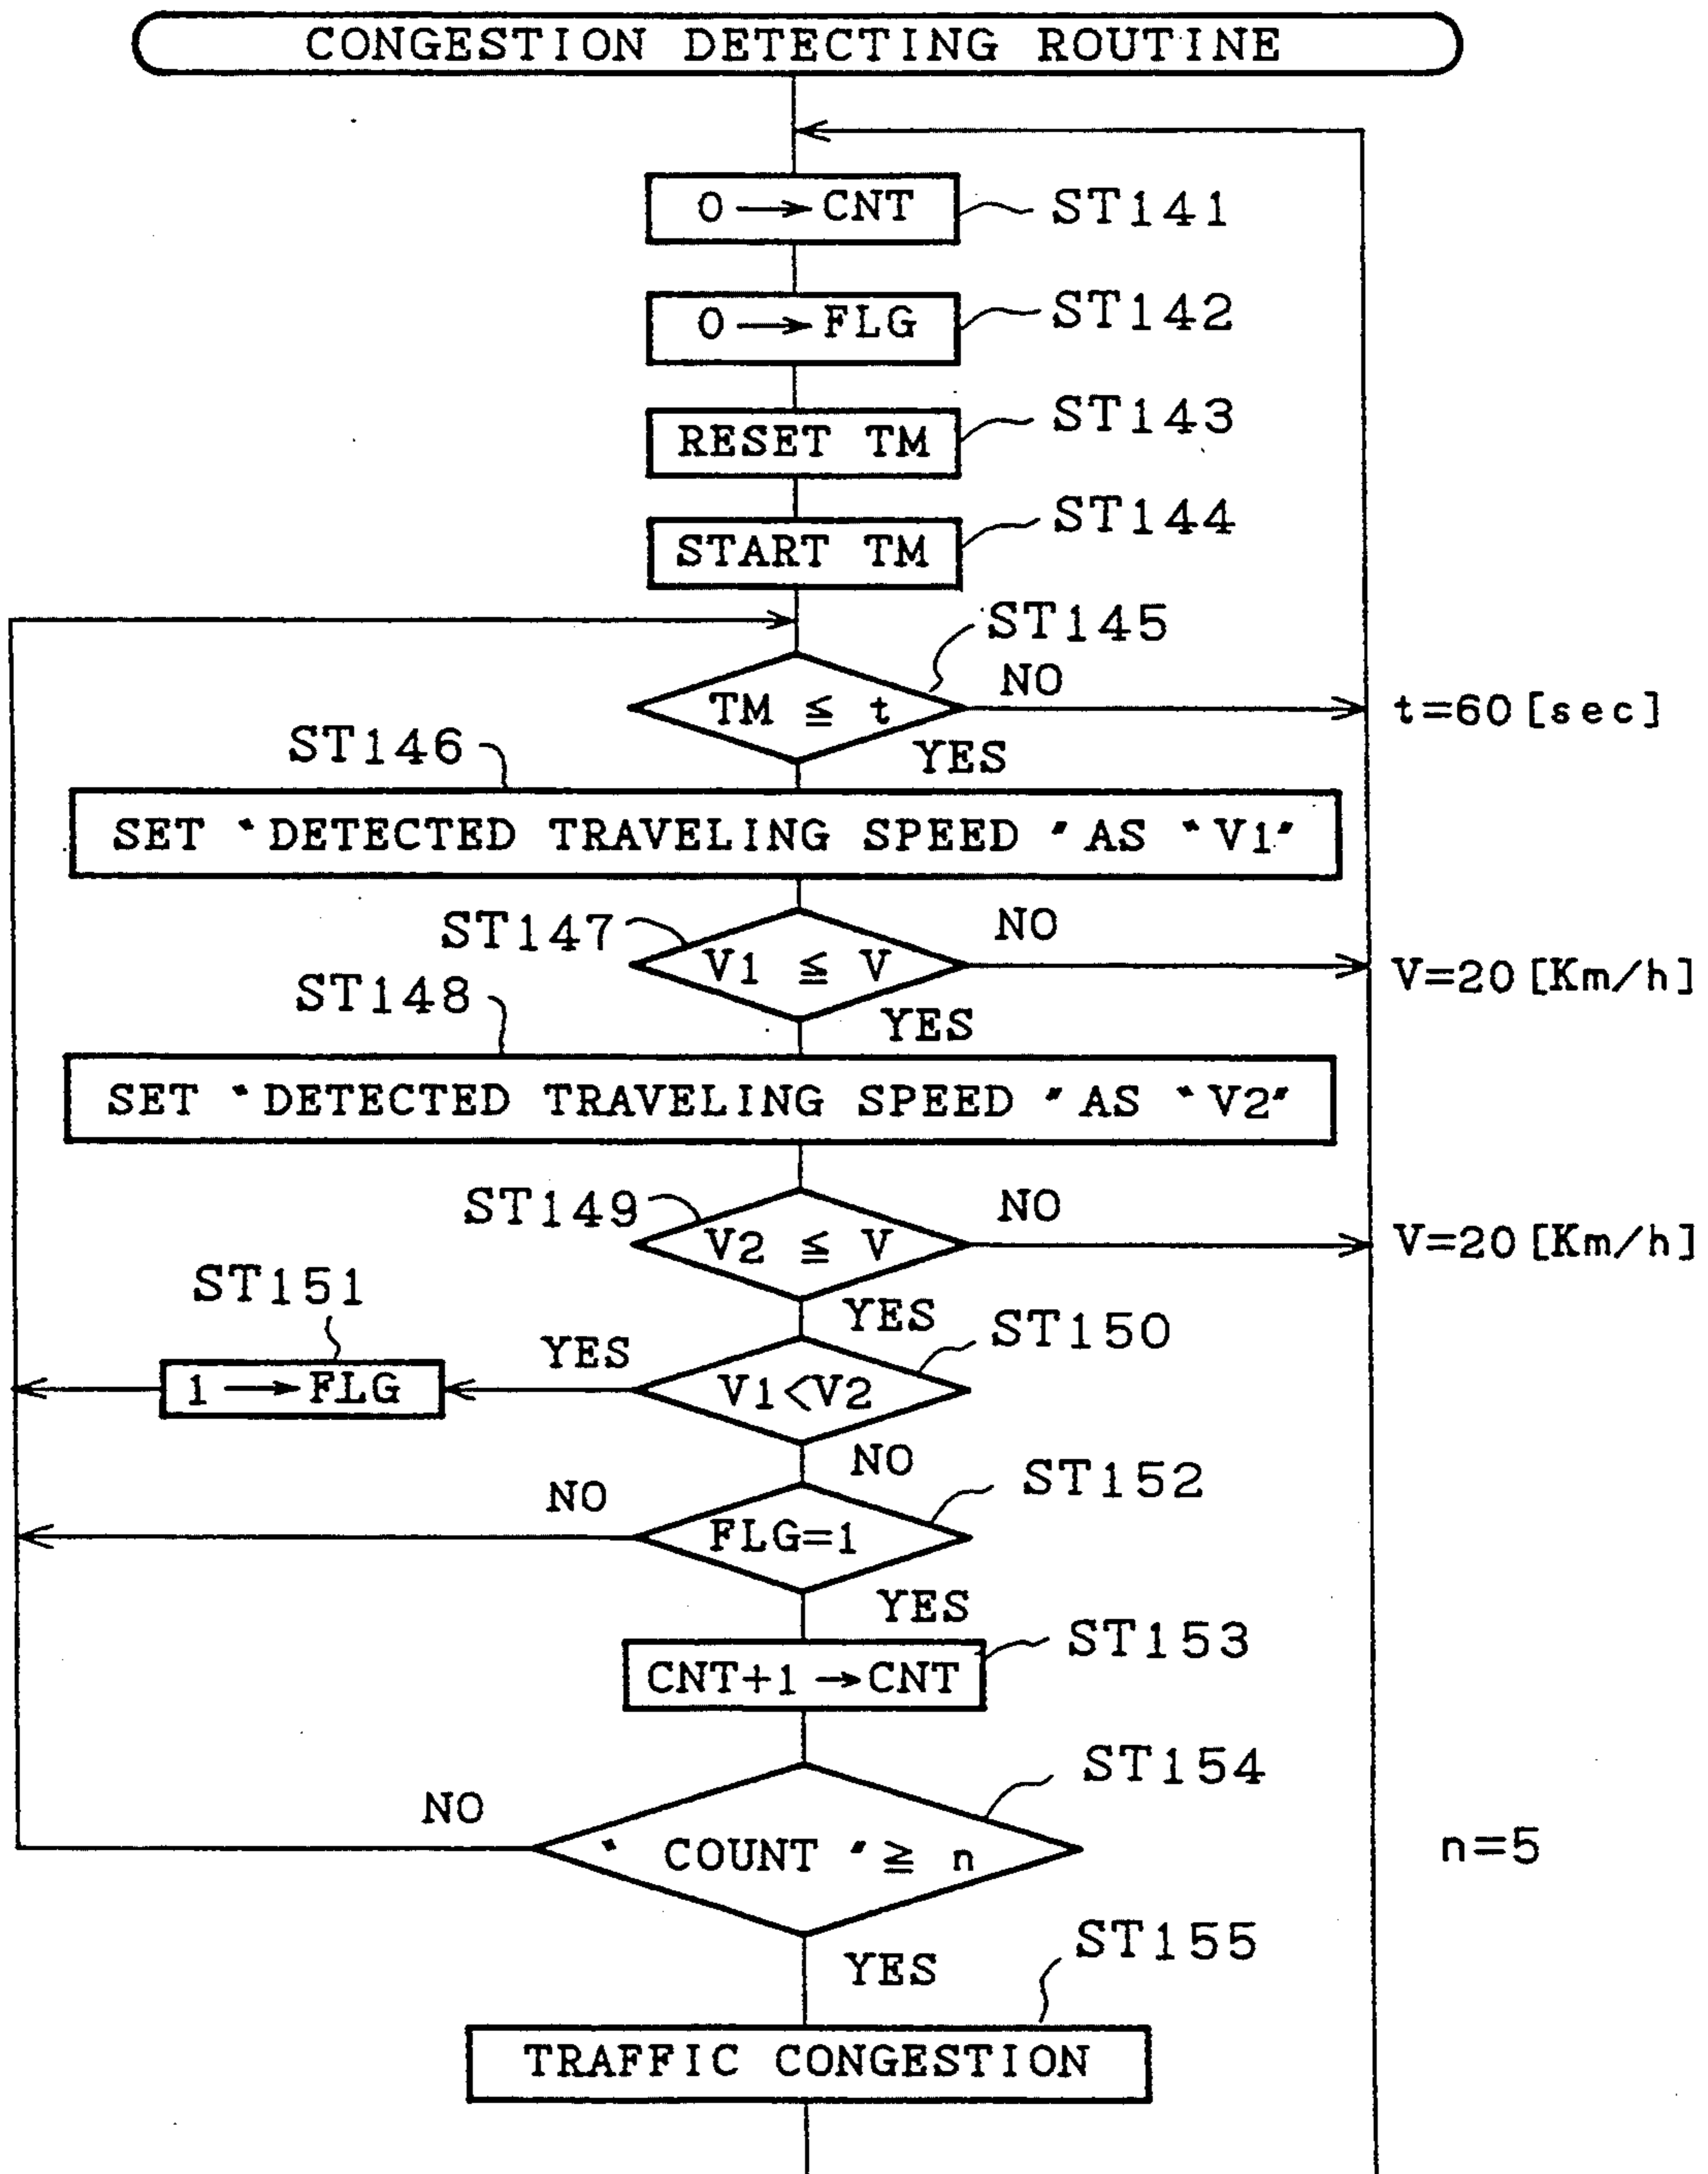 CONGESTION DETECTING ROUTINE
0 → CNT
ST141
0 → FLG
ST142
RESET TM
ST143
START TM
ST144
ST145
TM ≦ t
NO
t=60 [sec]
YES
ST146
SET "DETECTED TRAVELING SPEED" AS "V1"
ST147
V1 ≦ V
NO
V=20 [Km/h]
YES
ST148
SET "DETECTED TRAVELING SPEED" AS "V2"
ST149
V2 ≦ V
NO
V=20 [Km/h]
YES
ST150
V1<V2
YES
ST151
1 → FLG
NO
ST152
FLG=1
NO
YES
ST153
CNT+1 → CNT
ST154
" COUNT " ≧ n
NO
n=5
YES
ST155
TRAFFIC CONGESTION